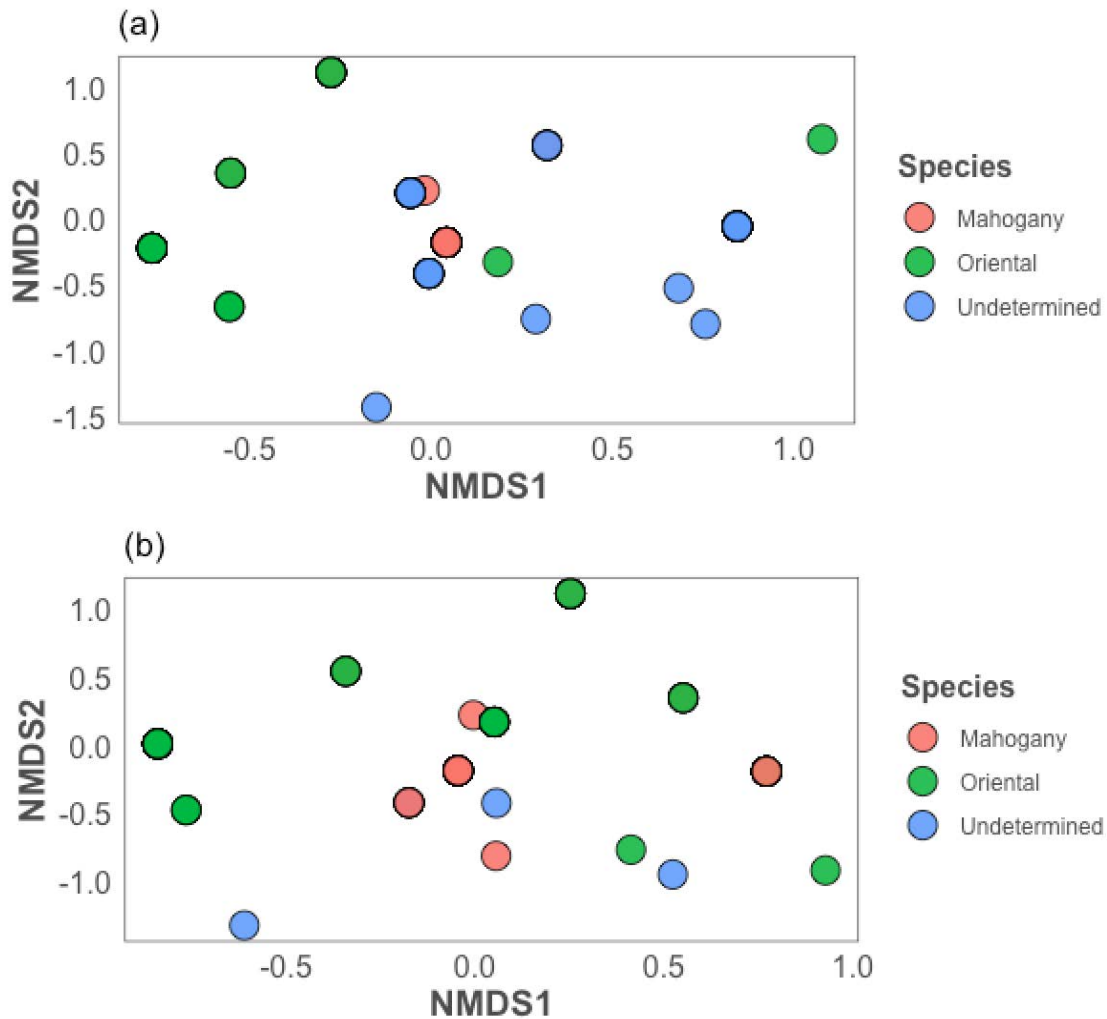 (a)
1.0
0.5
0.0
-0.5
-1.0
-1.5
NMDS2
-0.5 0.0 0.5 1.0
NMDS1
Species
Mahogany
Oriental
Undetermined
(b)
1.0
0.5
0.0
-0.5
-1.0
NMDS2
-0.5 0.0 0.5 1.0
NMDS1
Species
Mahogany
Oriental
Undetermined